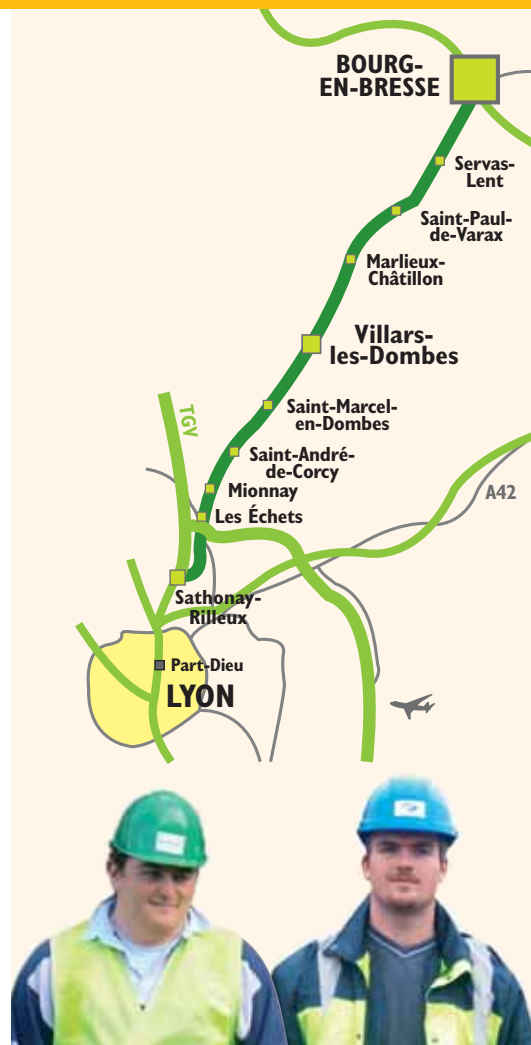 BOURG-
EN-BRESSE
Servas-
Lent
Saint-Paul-
de-Varax
Marlieux-
Châtillon
Villars-
les-Dombes
TGV
Saint-Marcel-
en-Dombes
Saint-André-
de-Corcy
Mionnay
A42
Les Échets
Sathonay-
Rilleux
Part-Dieu
LYON